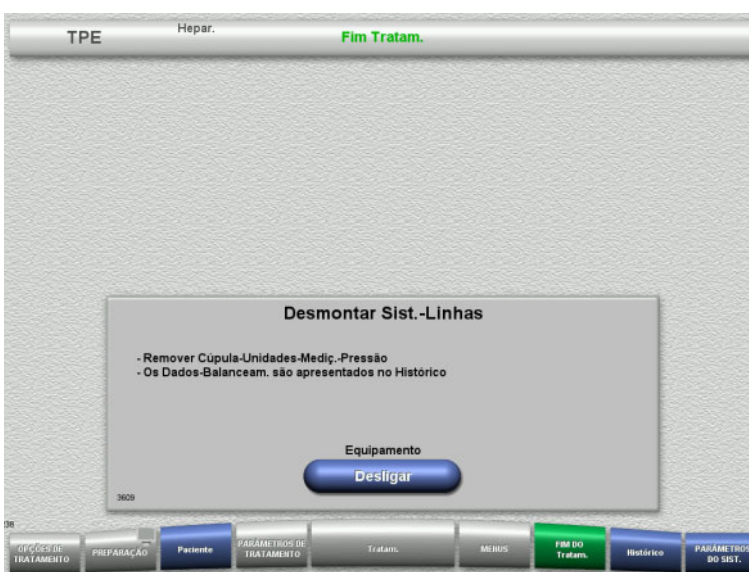 TPE
Hepar.
Fim Tratam.
Desmontar Sist.-Linhas
- Remover Cúpula-Unidades-Mediç.-Pressão
- Os Dados-Balanceam. são apresentados no Histórico
Equipamento
Desligar
3609
238
OPÇÕES DE
TRATAMENTO
PREPARAÇÃO
Paciente
PARÂMETROS DE
TRATAMENTO
Tratam.
MENUS
FIM DO
Tratam.
Histórico
PARÂMETROS
DO SIST.